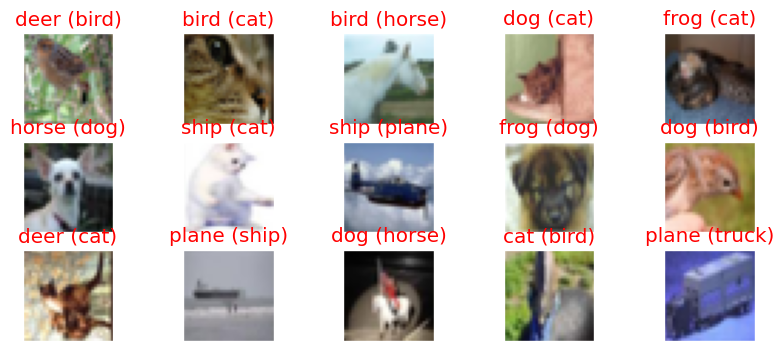 deer (bird) bird (cat) bird (horse) dog (cat) frog (cat)
horse (dog) ship (cat) ship (plane) frog (dog) dog (bird)
deer (cat) plane (ship) dog (horse) cat (bird) plane (truck)